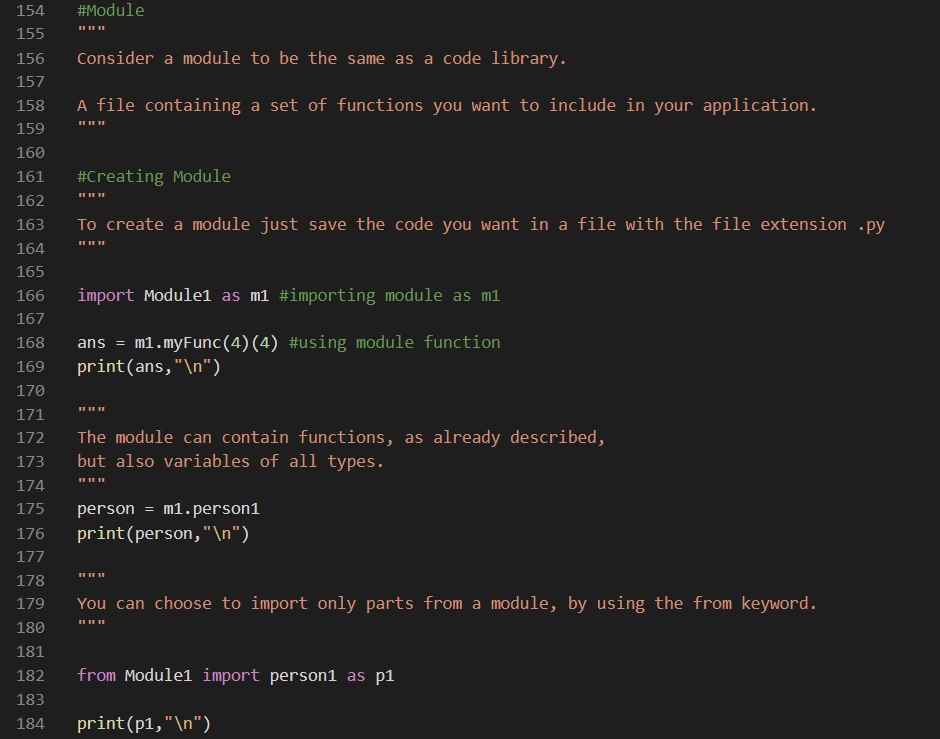 154 #Module
155 """
156 Consider a module to be the same as a code library.
157
158 A file containing a set of functions you want to include in your application.
159 """
160
161 #Creating Module
162 """
163 To create a module just save the code you want in a file with the file extension .py
164 """
165
166 import Module1 as m1 #importing module as m1
167
168 ans = m1.myFunc(4)(4) #using module function
169 print(ans,"\n")
170
171 """
172 The module can contain functions, as already described,
173 but also variables of all types.
174 """
175 person = m1.person1
176 print(person,"\n")
177
178 """
179 You can choose to import only parts from a module, by using the from keyword.
180 """
181
182 from Module1 import person1 as p1
183
184 print(p1,"\n")